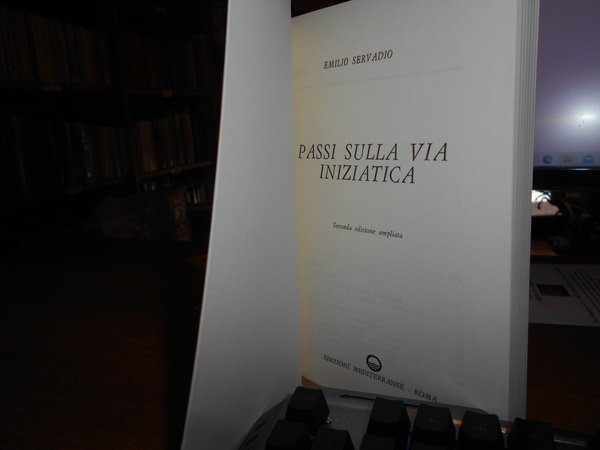 EMILIO SERVADIO
PASSI SULLA VIA
INIZIATICA
Seconda edizione ampliata
EDIZIONI MEDITERRANEE - ROMA